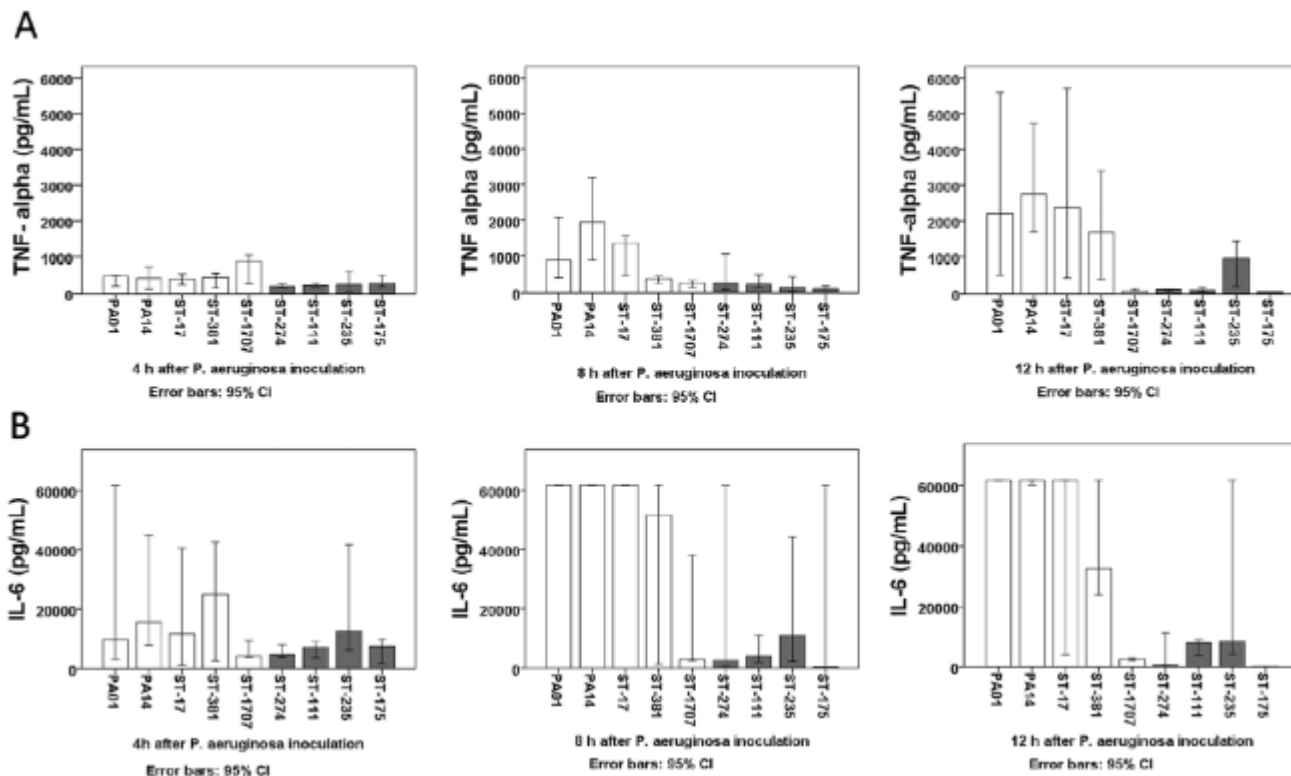 A
TNF- alpha (pg/mL)
6000
5000
4000
3000
2000
1000
0
PA01
PA14
ST-17
ST-381
ST-1707
ST-274
ST-111
ST-235
ST-175
4 h after P. aeruginosa inoculation
Error bars: 95% CI
TNF alpha (pg/mL)
6000
5000
4000
3000
2000
1000
0
PA01
PA14
ST-17
ST-381
ST-1707
ST-274
ST-111
ST-235
ST-175
8 h after P. aeruginosa inoculation
Error bars: 95% CI
TNF-alpha (pg/mL)
6000
5000
4000
3000
2000
1000
0
PA01
PA14
ST-17
ST-381
ST-1707
ST-274
ST-111
ST-235
ST-175
12 h after P. aeruginosa inoculation
Error bars: 95% CI
B
IL-6 (pg/mL)
60000
40000
20000
0
PA01
PA14
ST-17
ST-381
ST-1707
ST-274
ST-111
ST-235
ST-175
4h after P. aeruginosa inoculation
Error bars: 95% CI
IL-6 (pg/mL)
60000
40000
20000
0
PA01
PA14
ST-17
ST-381
ST-1707
ST-274
ST-111
ST-235
ST-175
8 h after P. aeruginosa inoculation
Error bars: 95% CI
IL-6 (pg/mL)
60000
40000
20000
0
PA01
PA14
ST-17
ST-381
ST-1707
ST-274
ST-111
ST-235
ST-175
12 h after P. aeruginosa inoculation
Error bars: 95% CI